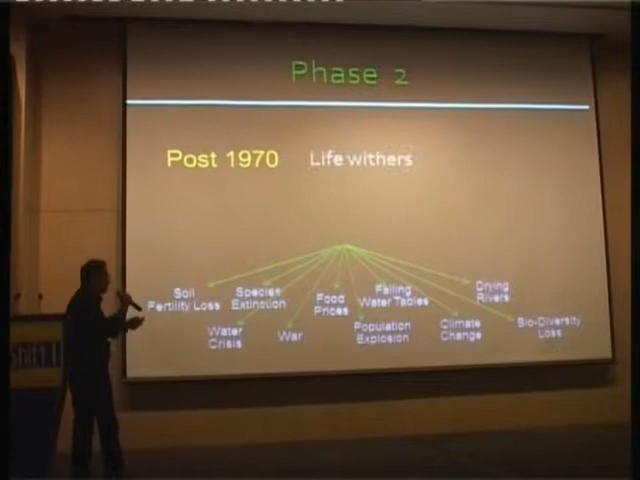 Phase 2
Post 1970 Life withers
Soil
Fertility Loss
Species
Extinction
Food
Prices
Falling
Water Tables
Drying
Rivers
Water
Crisis
War
Population
Explosion
Climate
Change
Bio-Diversity
Loss